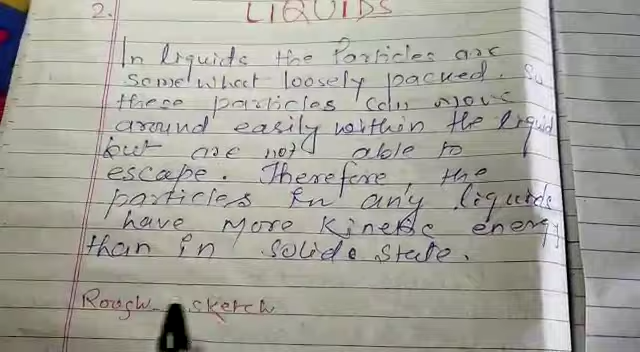 2. LIQUIDS
In liquids the Particles are
somewhat loosely packed. So
these particles can move
around easily within the liquid
but are not able to
escape. Therefore, the
particles in any liquids
have more kinetic energy
than in solid state.
Rough sketch